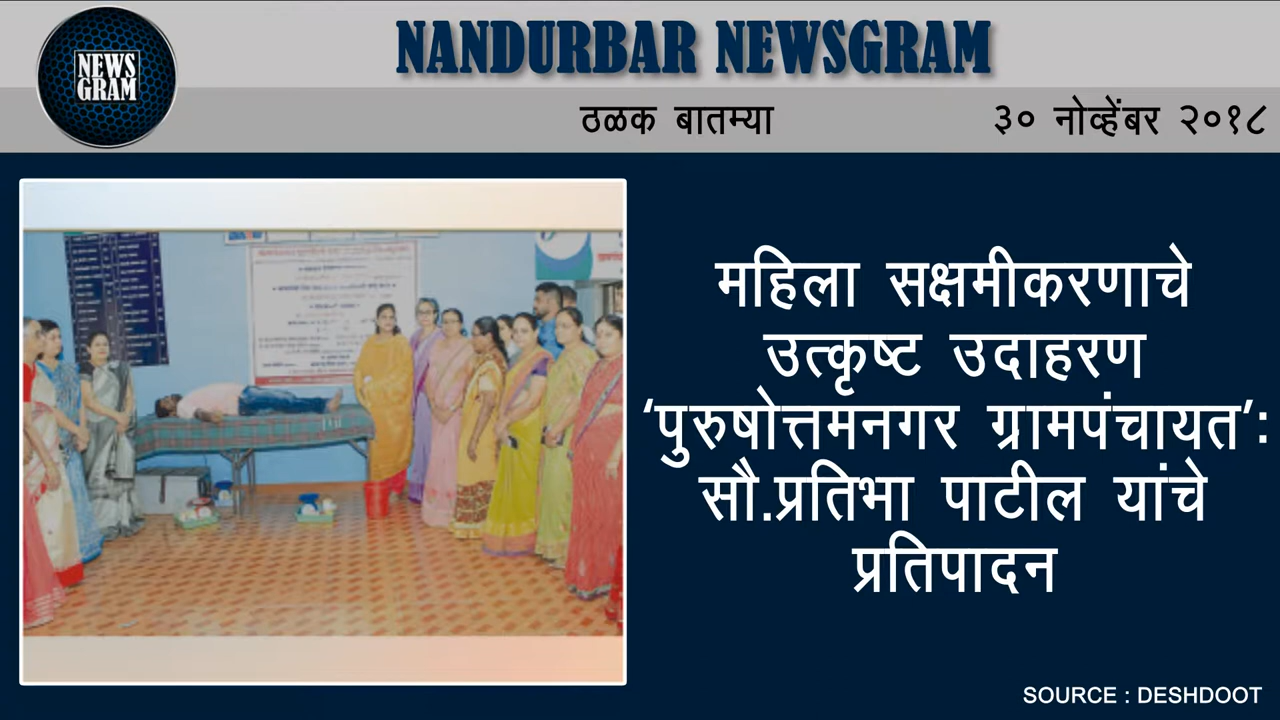 NEWS
GRAM
NANDURBAR NEWSGRAM
ठळक बातम्या
३० नोव्हेंबर २०१८
महिला सक्षमीकरणाचे
उत्कृष्ट उदाहरण
‘पुरुषोत्तमनगर ग्रामपंचायत’:
सौ.प्रतिभा पाटील यांचे
प्रतिपादन
SOURCE : DESHDOOT